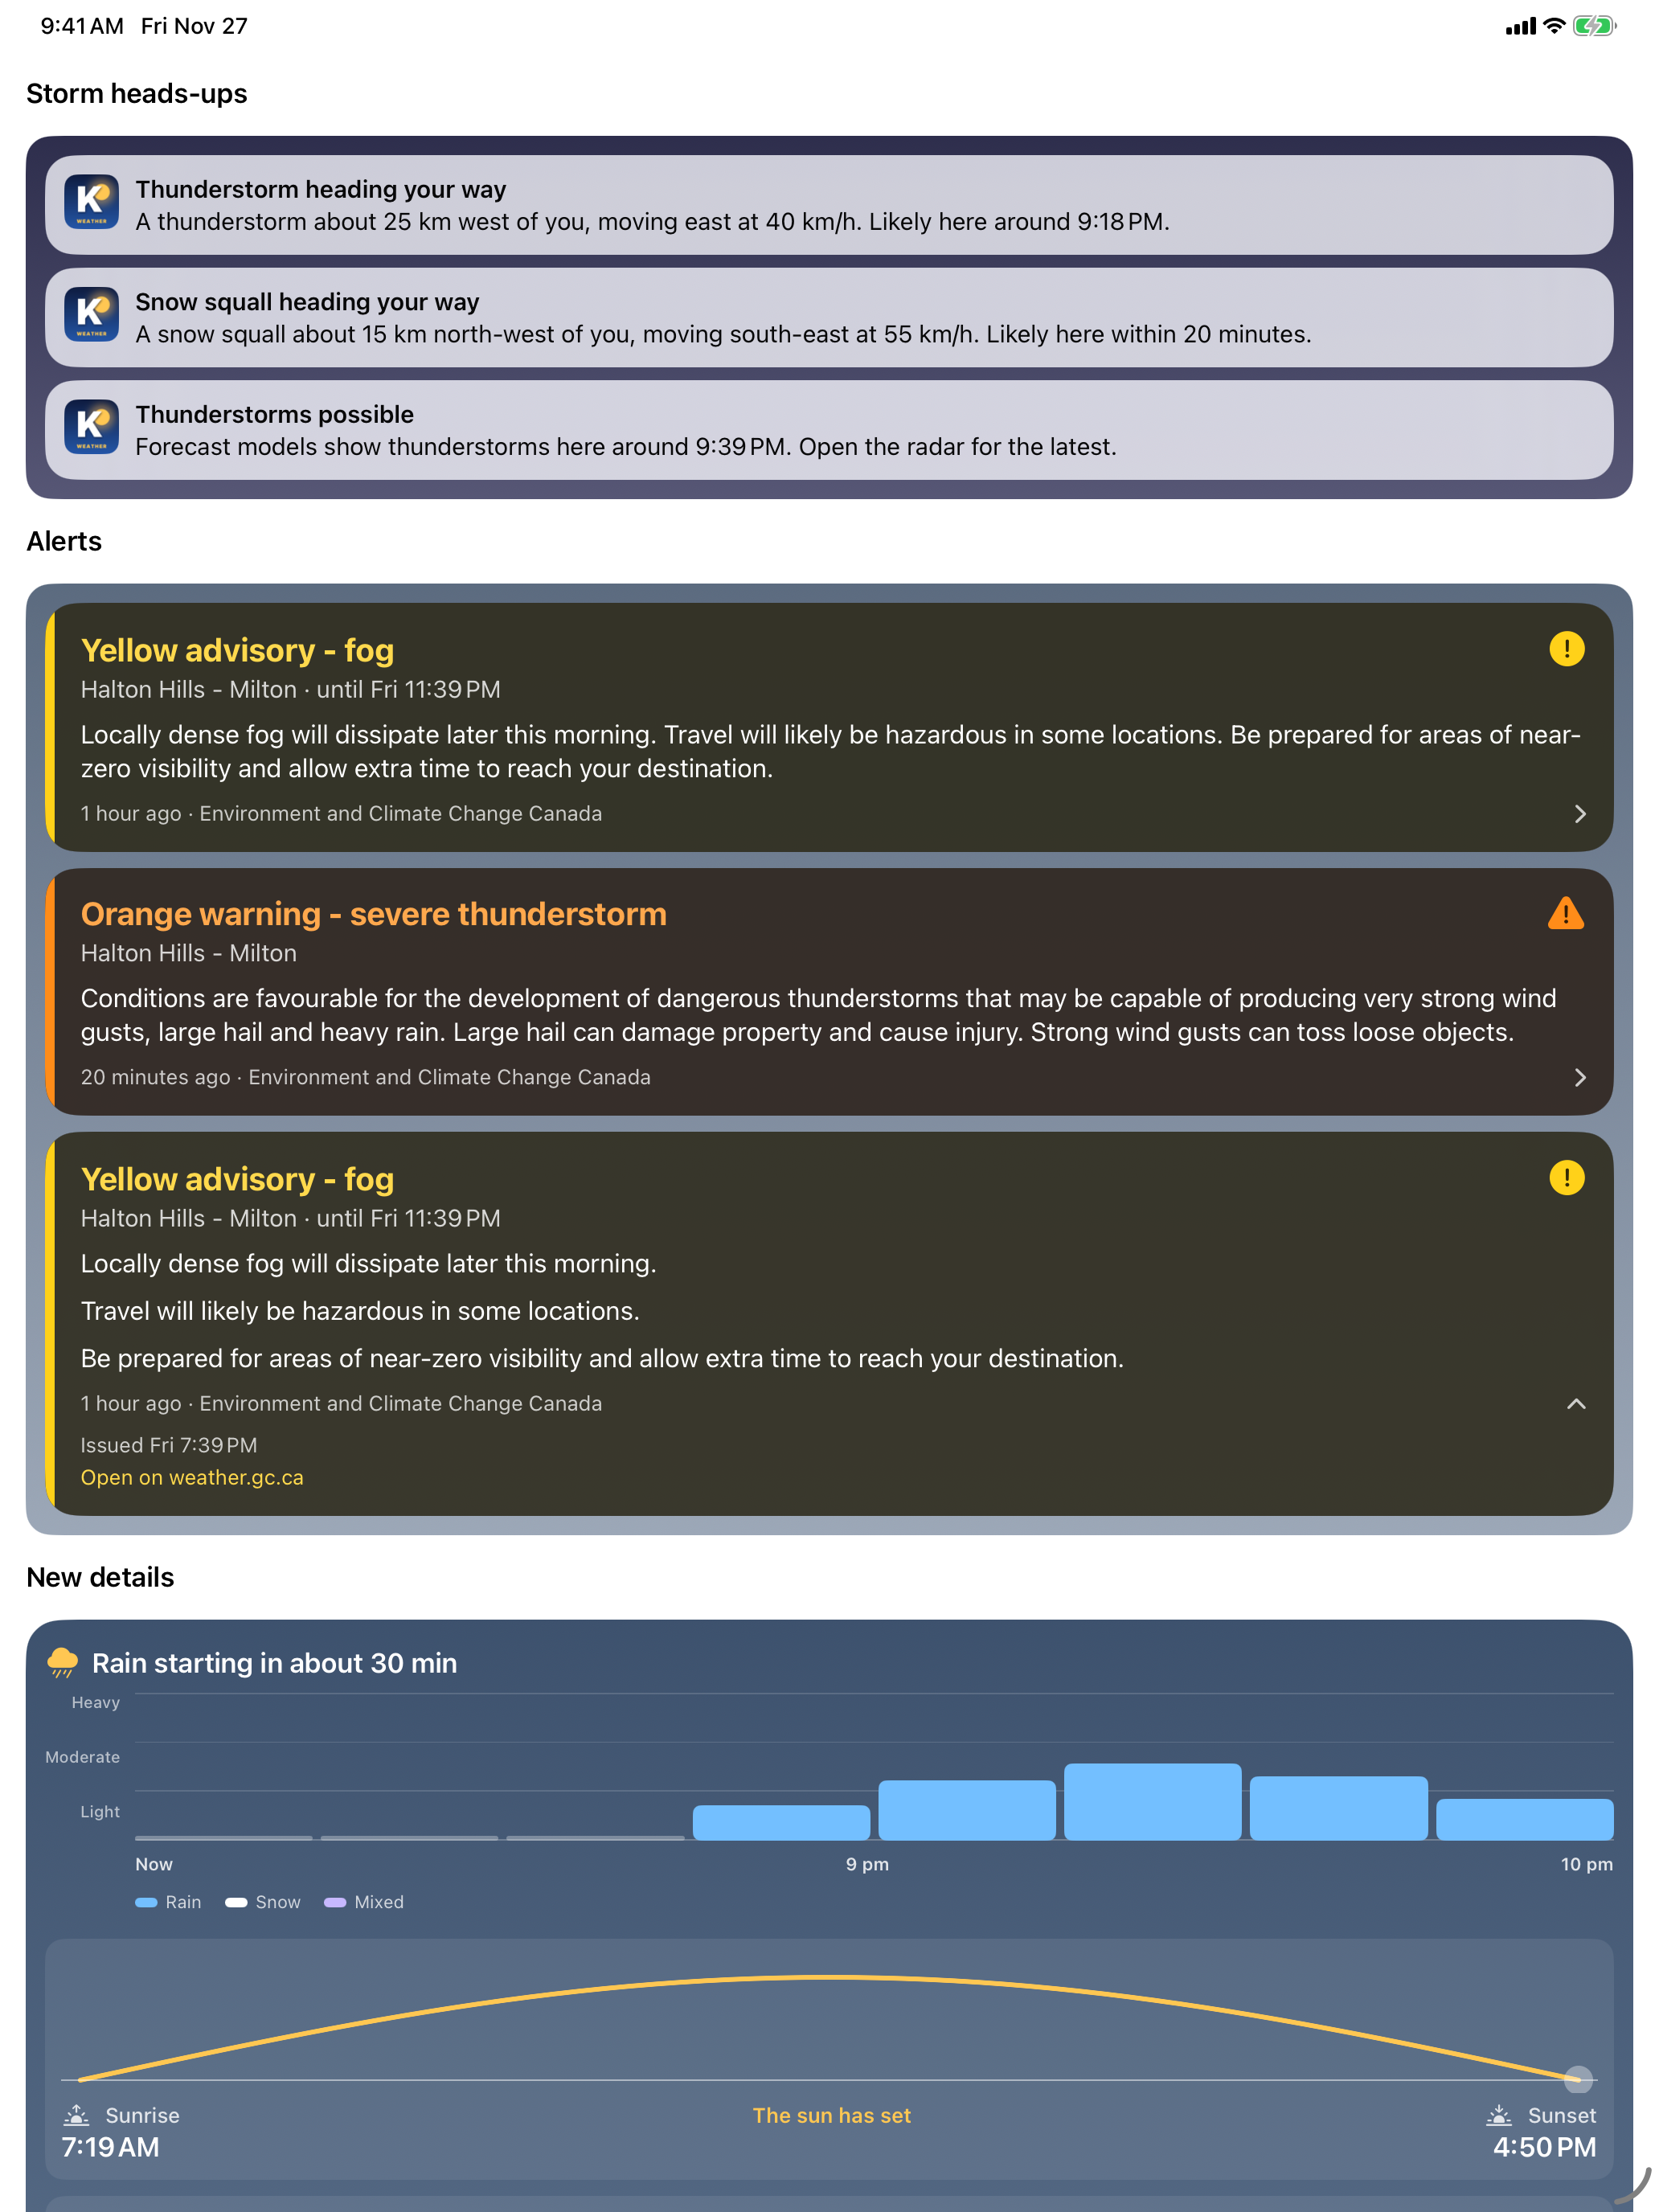 9:41 AM Fri Nov 27
Storm heads-ups
K
WEATHER
Thunderstorm heading your way
A thunderstorm about 25 km west of you, moving east at 40 km/h. Likely here around 9:18 PM.
K
WEATHER
Snow squall heading your way
A snow squall about 15 km north-west of you, moving south-east at 55 km/h. Likely here within 20 minutes.
K
WEATHER
Thunderstorms possible
Forecast models show thunderstorms here around 9:39 PM. Open the radar for the latest.
Alerts
Yellow advisory - fog
Halton Hills - Milton · until Fri 11:39 PM
Locally dense fog will dissipate later this morning. Travel will likely be hazardous in some locations. Be prepared for areas of near-
zero visibility and allow extra time to reach your destination.
1 hour ago · Environment and Climate Change Canada
Orange warning - severe thunderstorm
Halton Hills - Milton
Conditions are favourable for the development of dangerous thunderstorms that may be capable of producing very strong wind
gusts, large hail and heavy rain. Large hail can damage property and cause injury. Strong wind gusts can toss loose objects.
20 minutes ago · Environment and Climate Change Canada
Yellow advisory - fog
Halton Hills - Milton · until Fri 11:39 PM
Locally dense fog will dissipate later this morning.
Travel will likely be hazardous in some locations.
Be prepared for areas of near-zero visibility and allow extra time to reach your destination.
1 hour ago · Environment and Climate Change Canada
Issued Fri 7:39 PM
Open on weather.gc.ca
New details
Rain starting in about 30 min
Heavy
Moderate
Light
Now 9 pm 10 pm
Rain Snow Mixed
Sunrise The sun has set Sunset
7:19 AM 4:50 PM